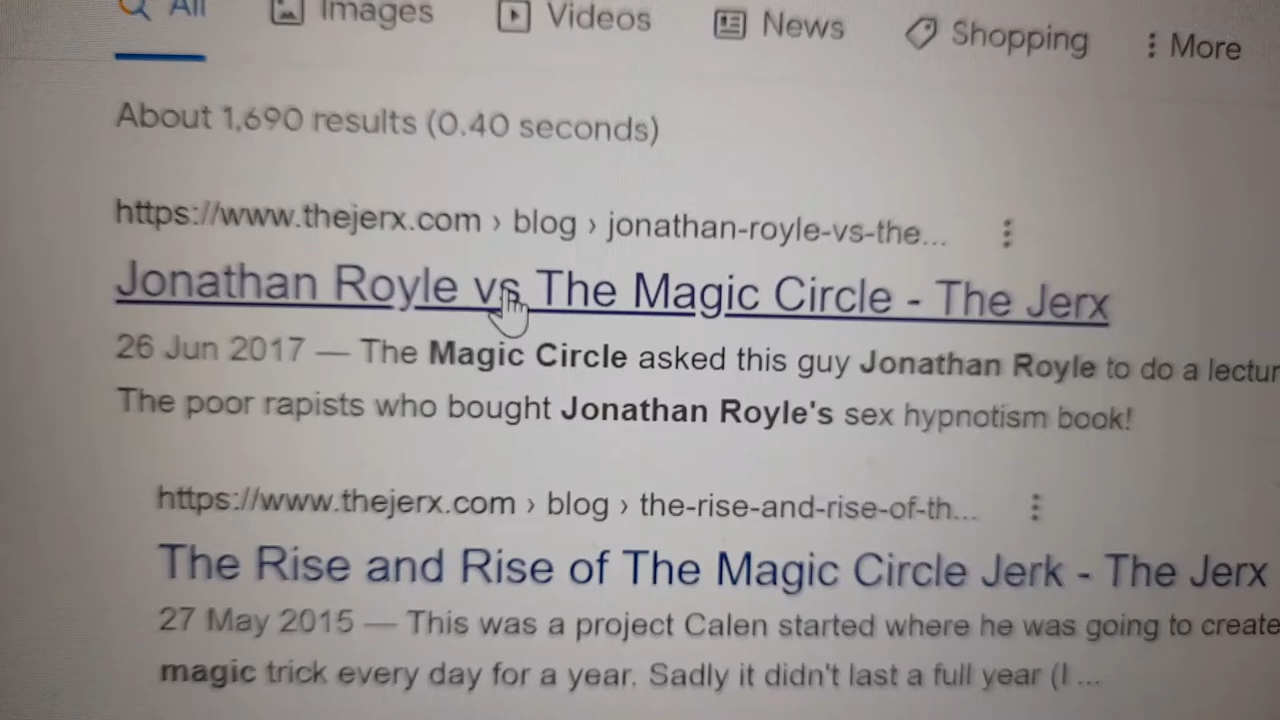 All Images Videos News Shopping More
About 1,690 results (0.40 seconds)
https://www.thejerx.com › blog › jonathan-royle-vs-the...
Jonathan Royle vs The Magic Circle - The Jerx
26 Jun 2017 — The Magic Circle asked this guy Jonathan Royle to do a lectur
The poor rapists who bought Jonathan Royle's sex hypnotism book!
https://www.thejerx.com › blog › the-rise-and-rise-of-th...
The Rise and Rise of The Magic Circle Jerk - The Jerx
27 May 2015 — This was a project Calen started where he was going to create
magic trick every day for a year. Sadly it didn't last a full year (I ...